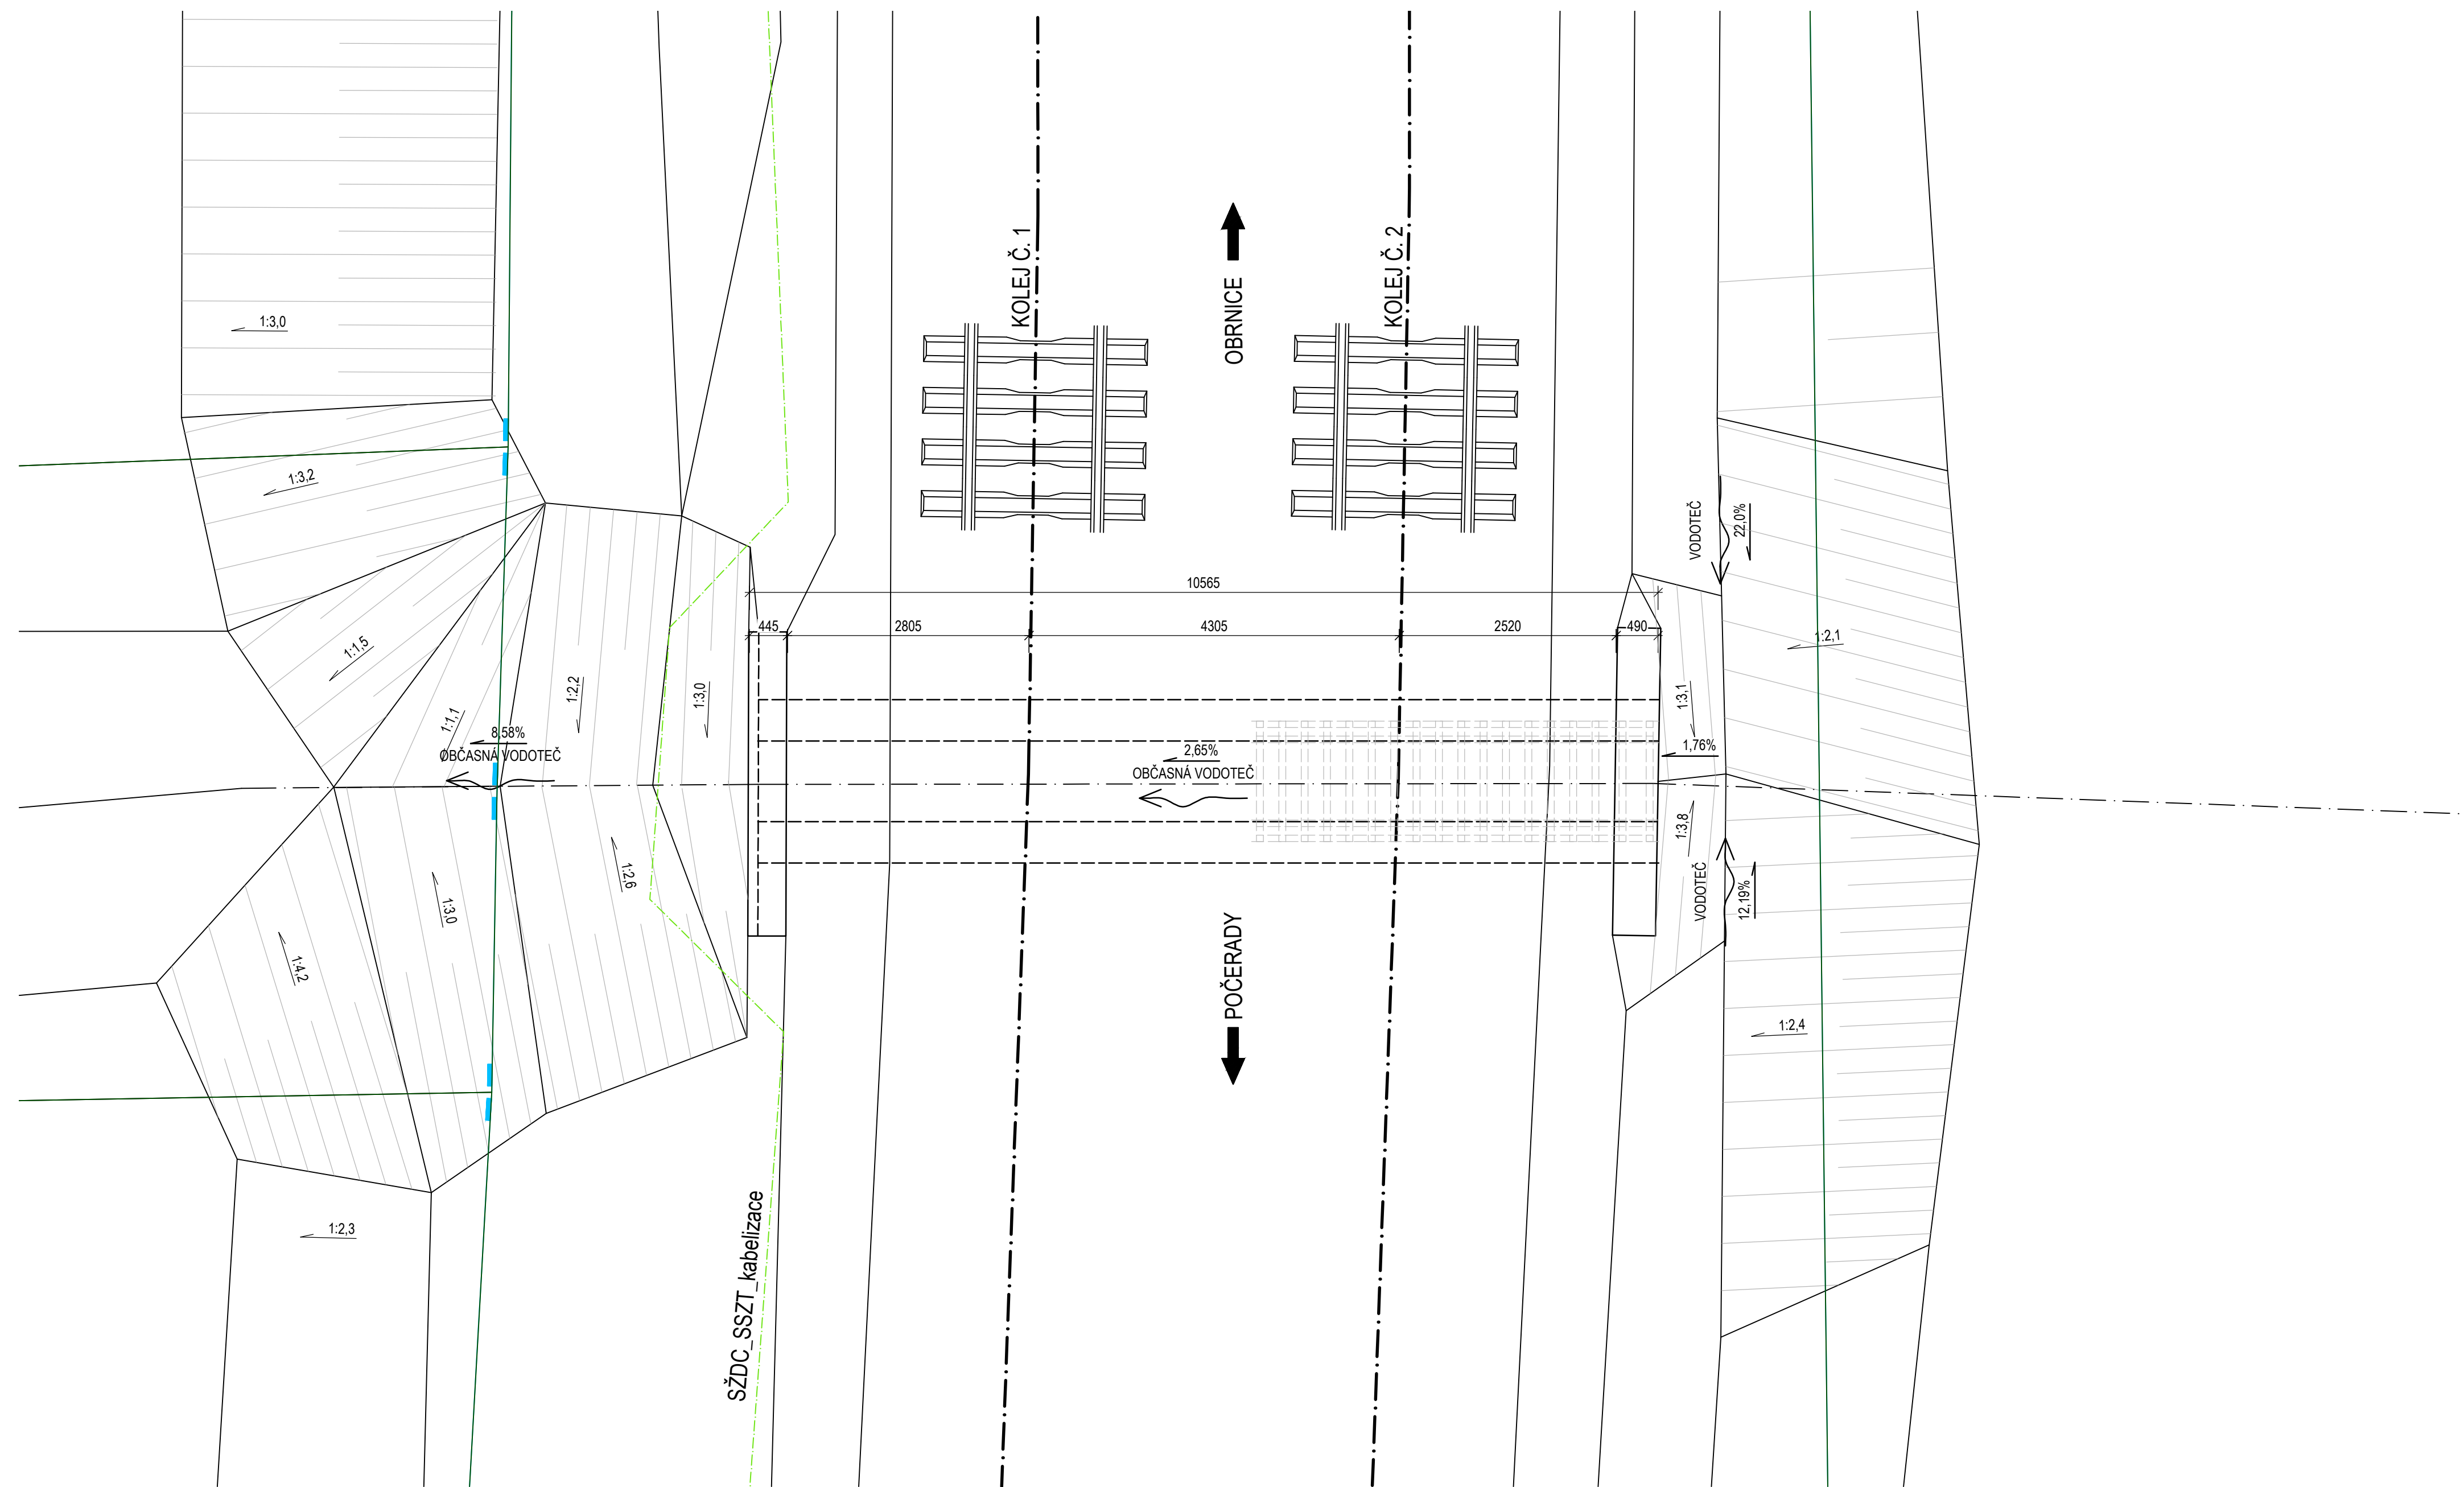 KOLEJ Č. 1
KOLEJ Č. 2
OBRNICE
1:3,0
1:3,2
VODOTEČ
22,0%
10565
445
2805
4305
2520
490
1:1,5
1:2,1
1:2,2
1:3,0
1:3,1
1:1,1
8,58%
OBČASNÁ VODOTEČ
2,65%
OBČASNÁ VODOTEČ
1,76%
1:3,8
1:2,6
1:3,0
VODOTEČ
12,19%
1:4,2
POČERADY
1:2,4
1:2,3
SŽDC_SSZT_kabelizace